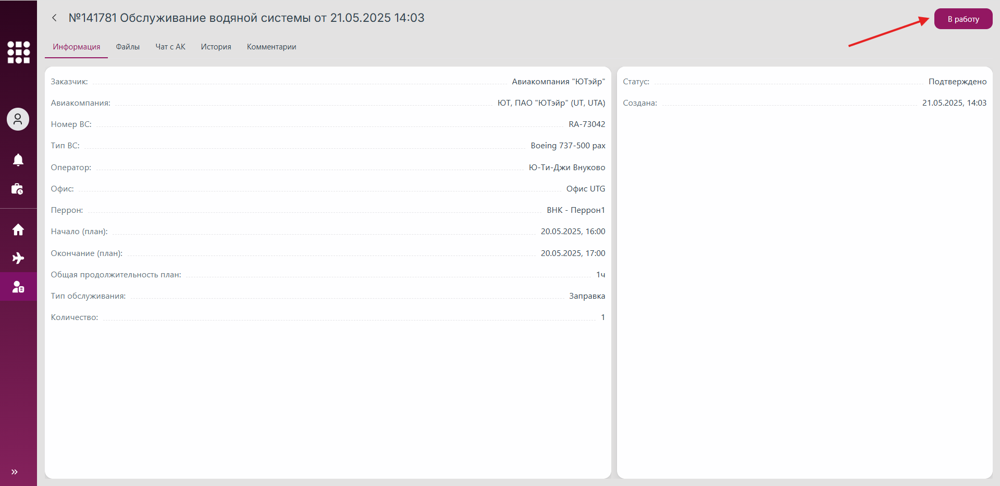 №141781 Обслуживание водяной системы от 21.05.2025 14:03
В работу
Информация Файлы Чат с АК История Комментарии
Заказчик: Авиакомпания "ЮТэйр"
Авиакомпания: ЮТ, ПАО "ЮТэйр" (UT, UTA)
Номер ВС: RA-73042
Тип ВС: Boeing 737-500 pax
Оператор: Ю-Ти-Джи Внуково
Офис: Офис UTG
Перрон: ВНК - Перрон1
Начало (план): 20.05.2025, 16:00
Окончание (план): 20.05.2025, 17:00
Общая продолжительность план: 1ч
Тип обслуживания: Заправка
Количество: 1
Статус: Подтверждено
Создана: 21.05.2025, 14:03